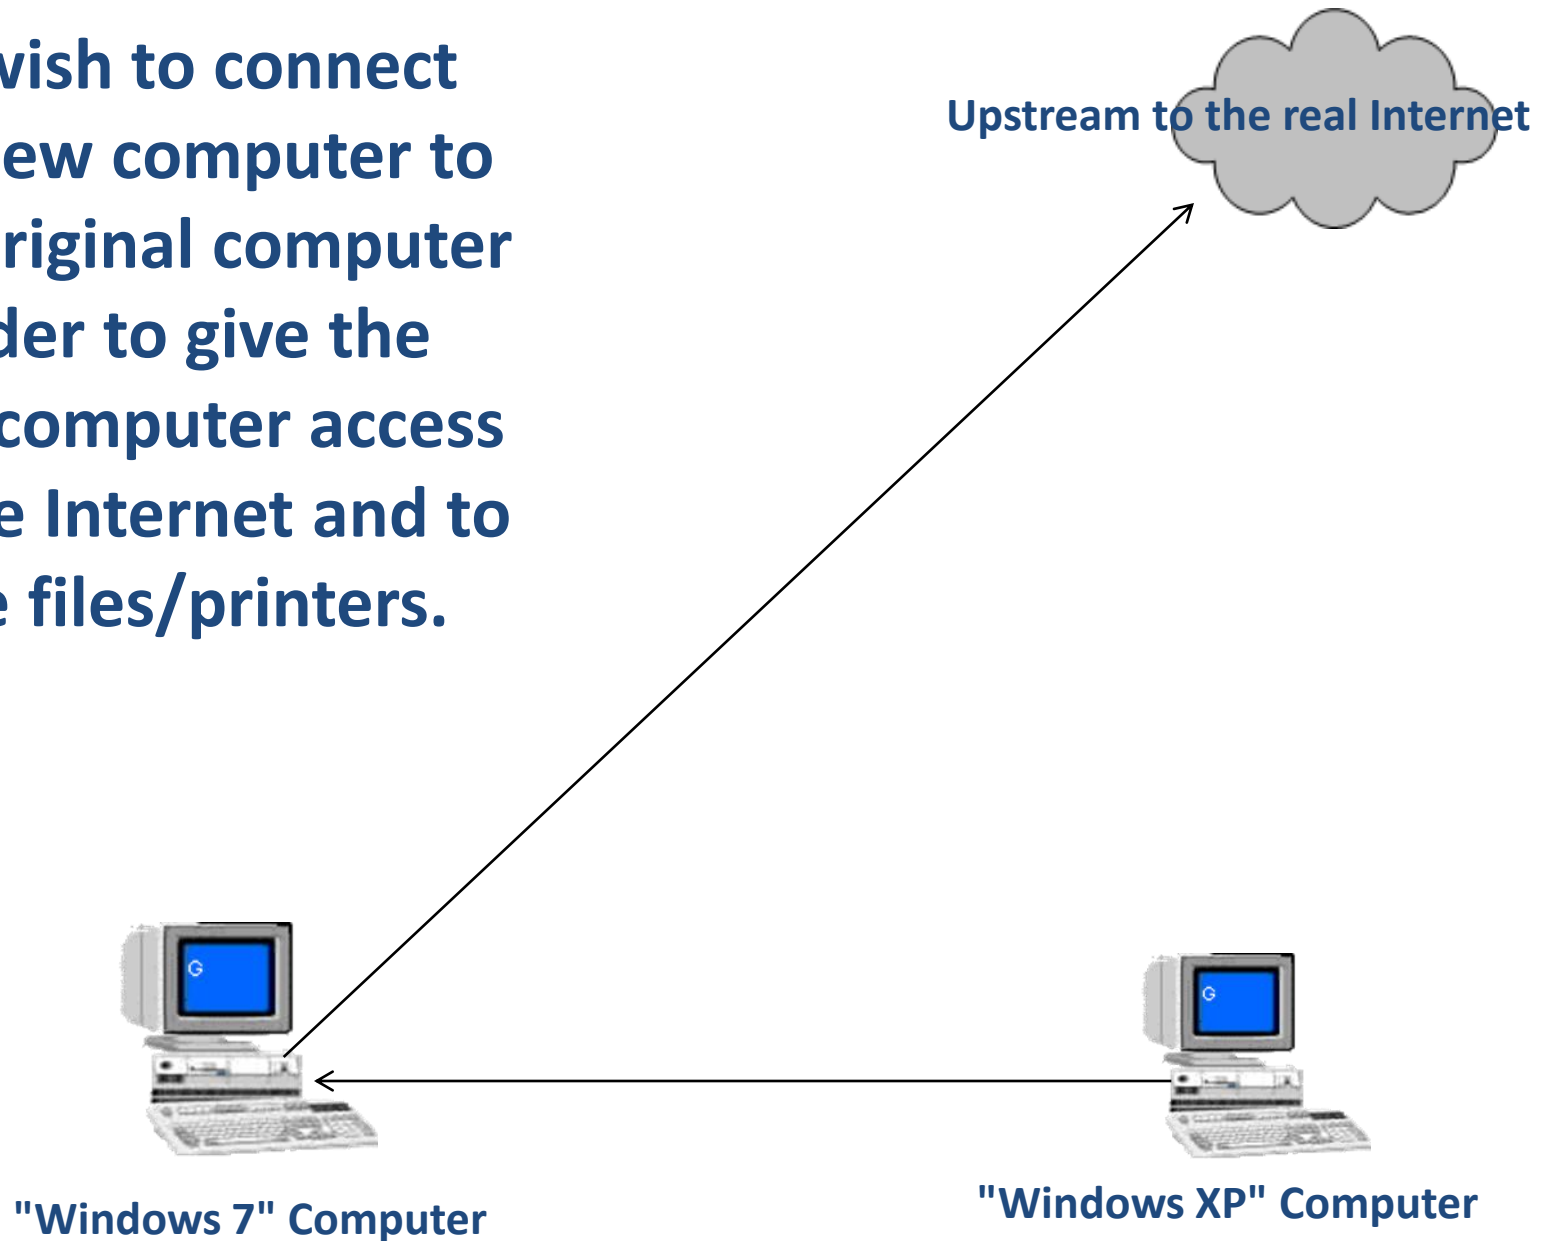 wish to connect
ew computer to
riginal computer
der to give the
computer access
e Internet and to
e files/printers.
Upstream to the real Internet
G
G
"Windows 7" Computer
"Windows XP" Computer